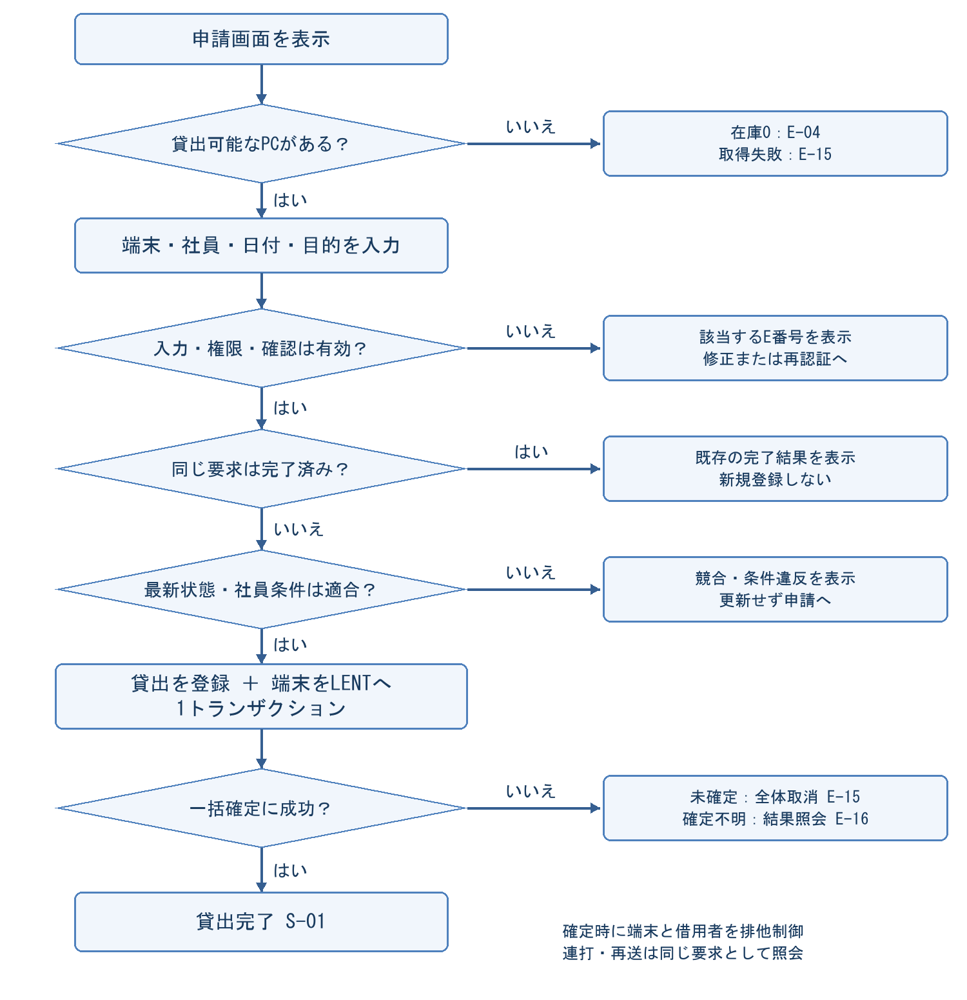 申請画面を表示
貸出可能なPCがある？
いいえ
在庫0：E-04
取得失敗：E-15
はい
端末・社員・日付・目的を入力
入力・権限・確認は有効？
いいえ
該当するE番号を表示
修正または再認証へ
はい
同じ要求は完了済み？
はい
既存の完了結果を表示
新規登録しない
いいえ
最新状態・社員条件は適合？
いいえ
競合・条件違反を表示
更新せず申請へ
はい
貸出を登録 ＋ 端末をLENTへ
1トランザクション
一括確定に成功？
いいえ
未確定：全体取消 E-15
確定不明：結果照会 E-16
はい
貸出完了 S-01
確定時に端末と借用者を排他制御
連打・再送は同じ要求として照会